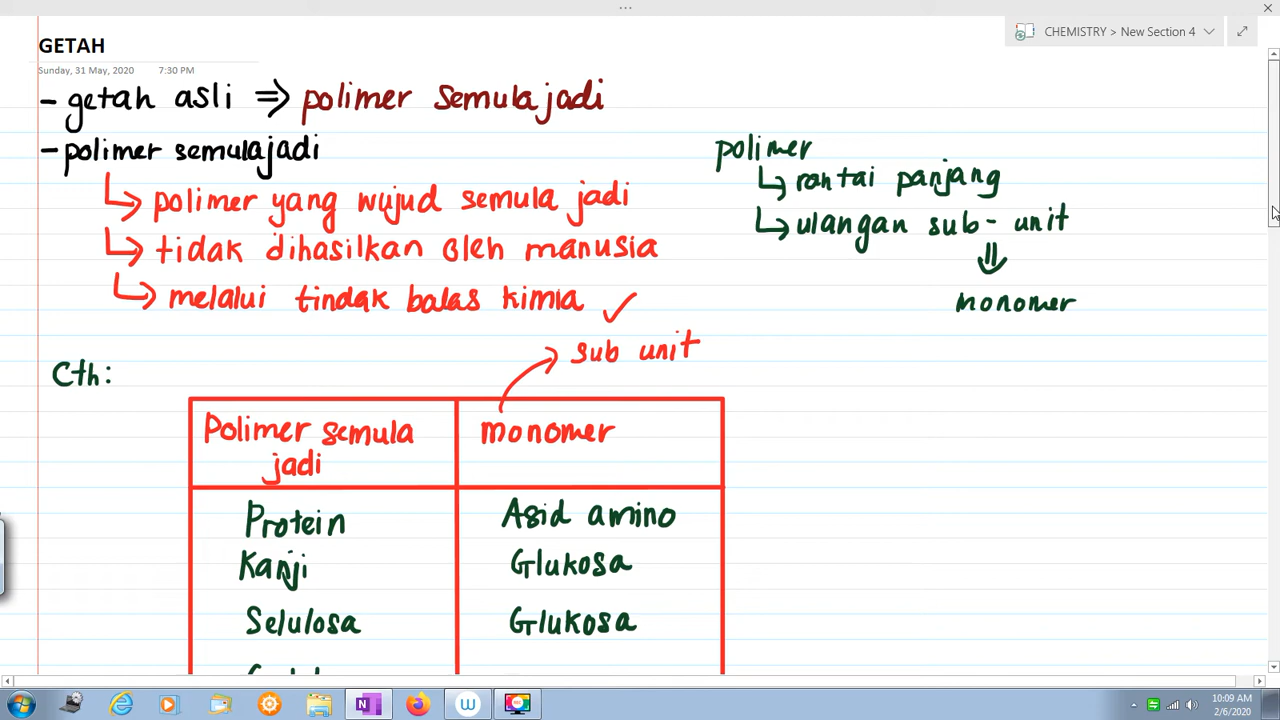 CHEMISTRY > New Section 4
GETAH
Sunday, 31 May, 2020 7:30 PM
- getah asli ⇒ polimer semula jadi
- polimer semulajadi
↳ polimer yang wujud semula jadi
↳ tidak dihasilkan oleh manusia
↳ melalui tindak balas kimia ✓
polimer
↳ rantai panjang
↳ ulangan sub-unit
⇓
monomer
sub unit
Cth:
Polimer semula jadi
monomer
Protein Asid amino
Kanji Glukosa
Selulosa Glukosa
10:09 AM
2/6/2020